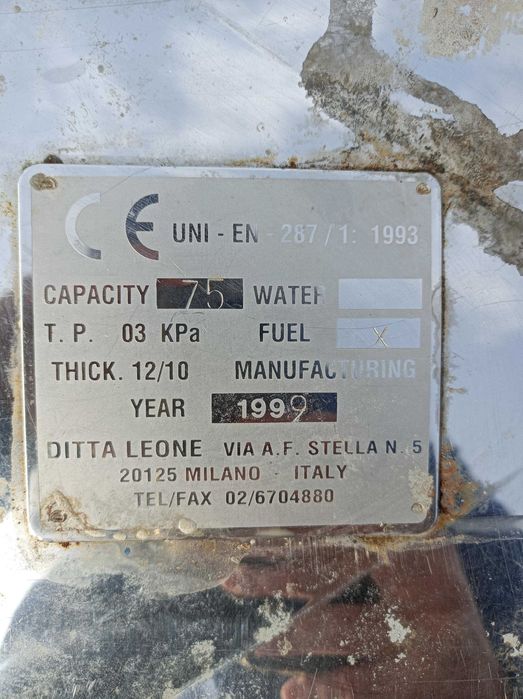 CE UNI - EN - 287/1: 1993
CAPACITY 75 WATER
T. P. 03 KPa FUEL X
THICK. 12/10 MANUFACTURING
YEAR 1999
DITTA LEONE VIA A.F. STELLA N. 5
20125 MILANO - ITALY
TEL/FAX 02/6704880